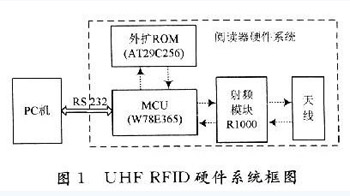 外扩ROM
(AT29C256)
阅读器硬件系统
PC机
RS 232
MCU
(W78E365)
射频
模块
R1000
天
线
图 1 UHF RFID 硬件系统框图